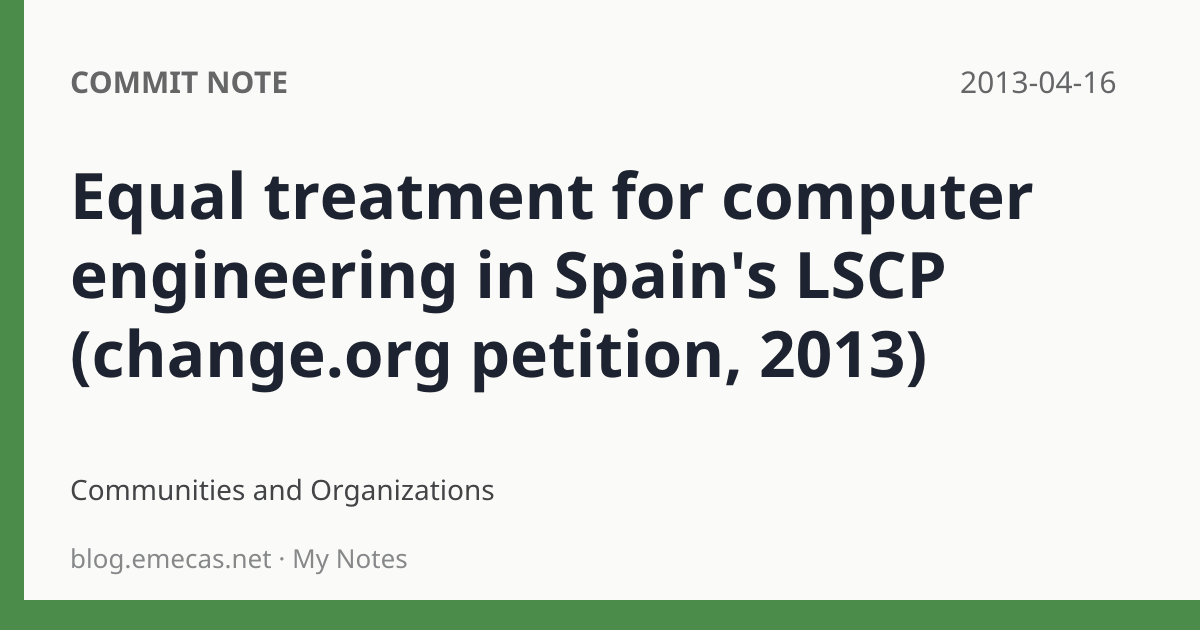 COMMIT NOTE
2013-04-16
Equal treatment for computer
engineering in Spain's LSCP
(change.org petition, 2013)
Communities and Organizations
blog.emecas.net · My Notes